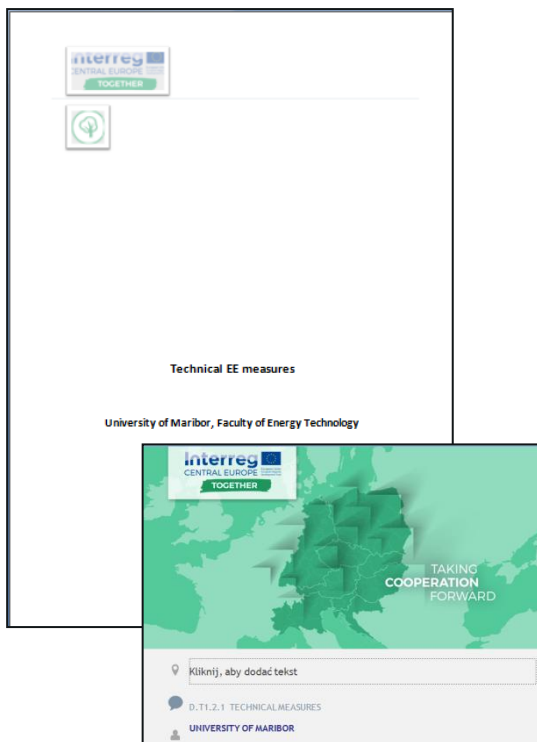 Interreg
CENTRAL EUROPE
TOGETHER
Technical EE measures
University of Maribor, Faculty of Energy Technology
Interreg
CENTRAL EUROPE
TOGETHER
TAKING
COOPERATION
FORWARD
Kliknij, aby dodać tekst
D.T1.2.1 TECHNICAL MEASURES
UNIVERSITY OF MARIBOR